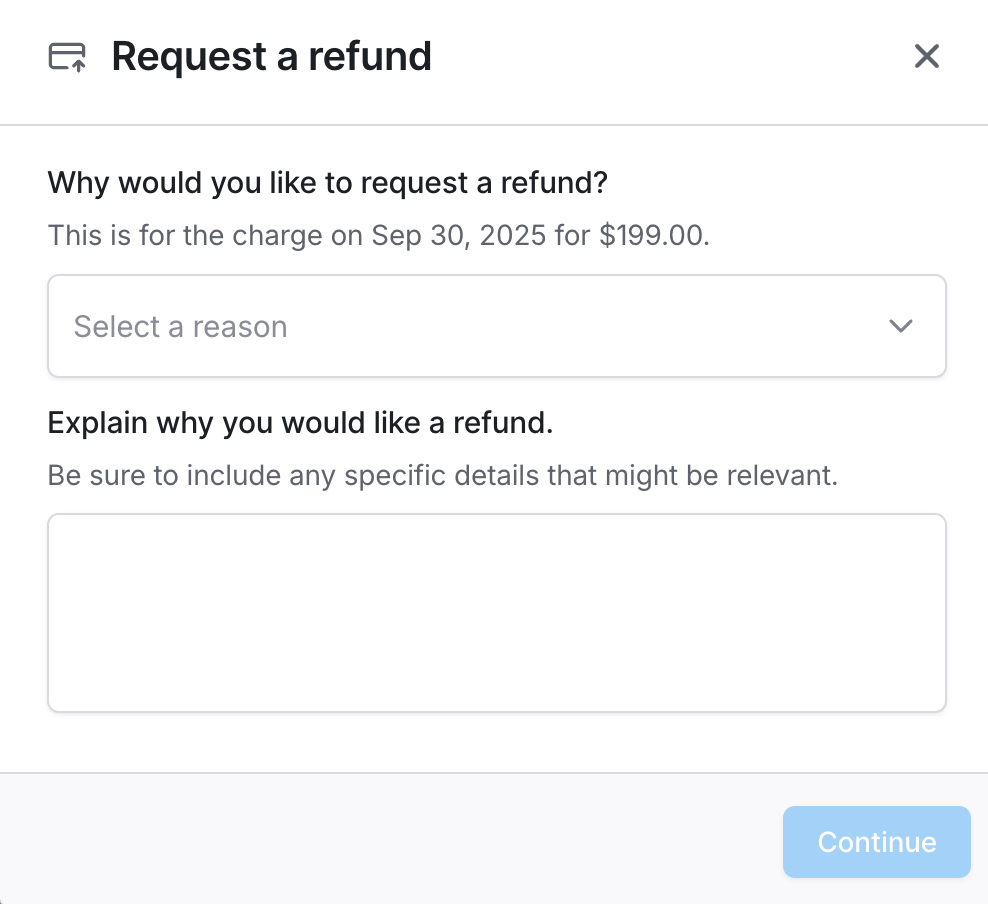 Request a refund
Why would you like to request a refund?
This is for the charge on Sep 30, 2025 for $199.00.
Select a reason
Explain why you would like a refund.
Be sure to include any specific details that might be relevant.
Continue